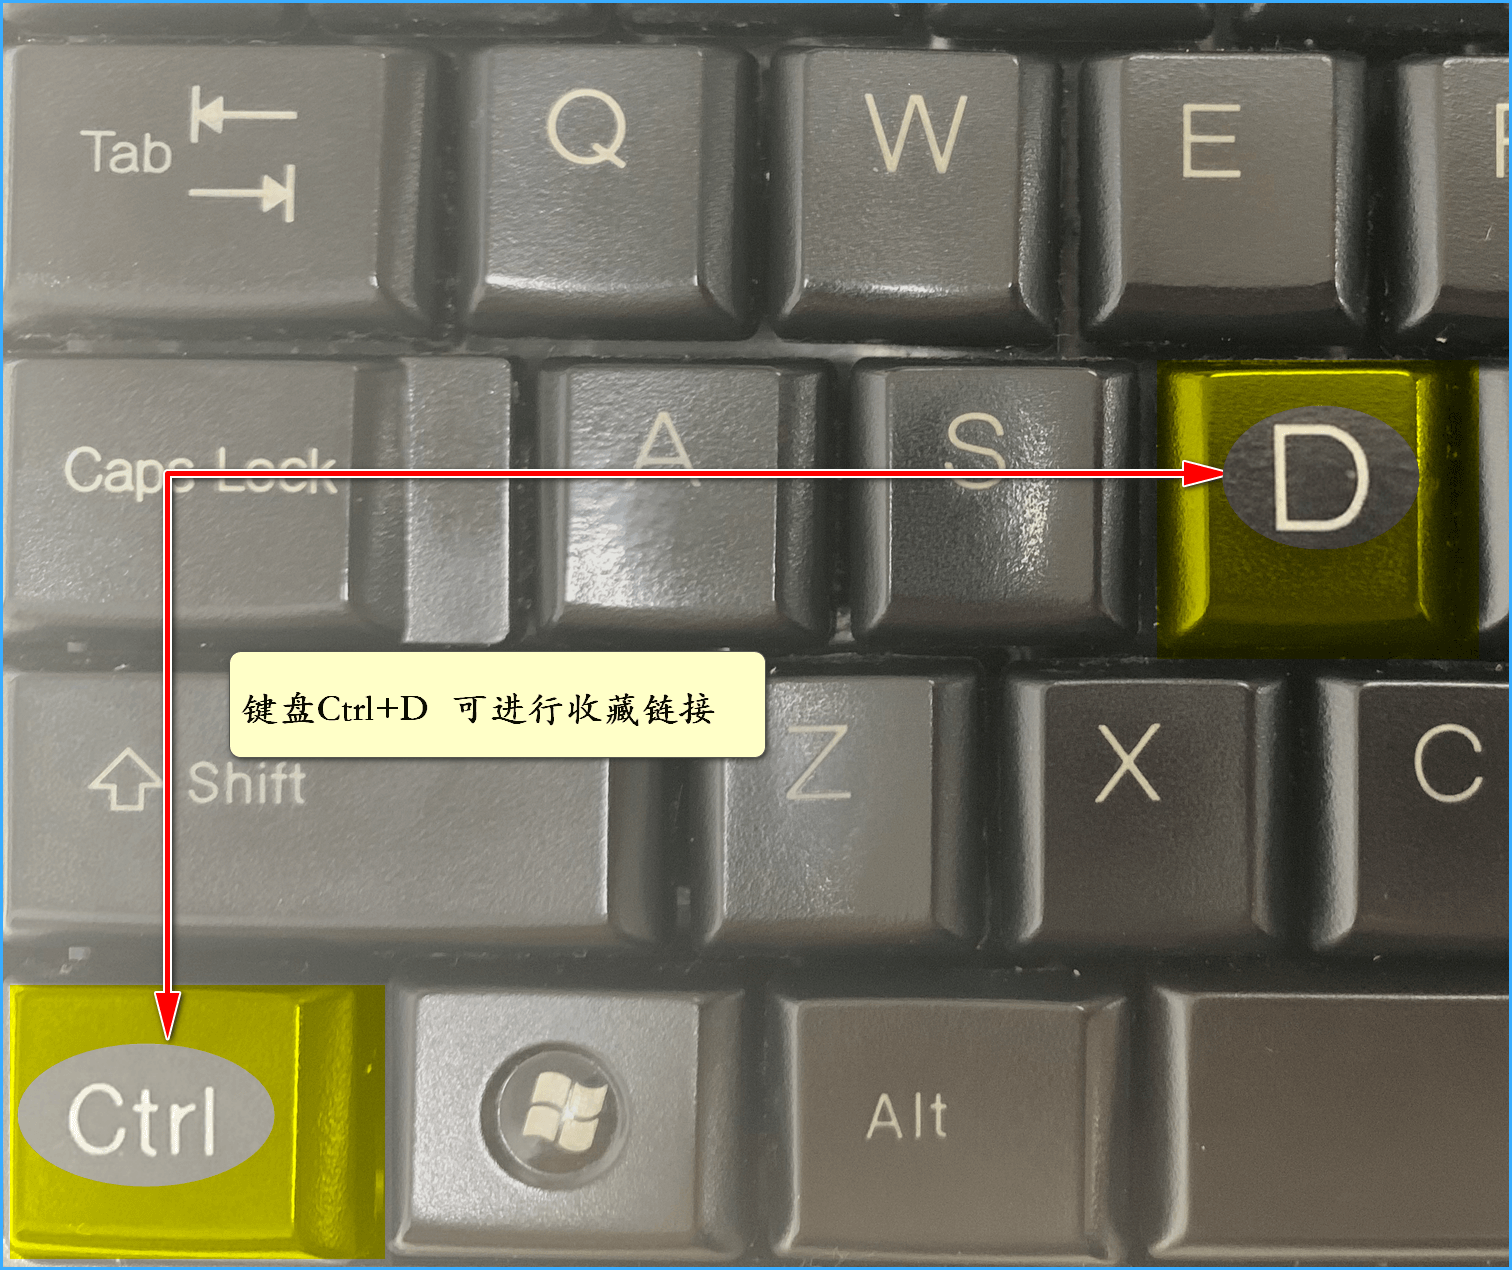 Tab Q W E
Caps Lock A S D
键盘Ctrl+D 可进行收藏链接
Shift Z X C
Ctrl Alt